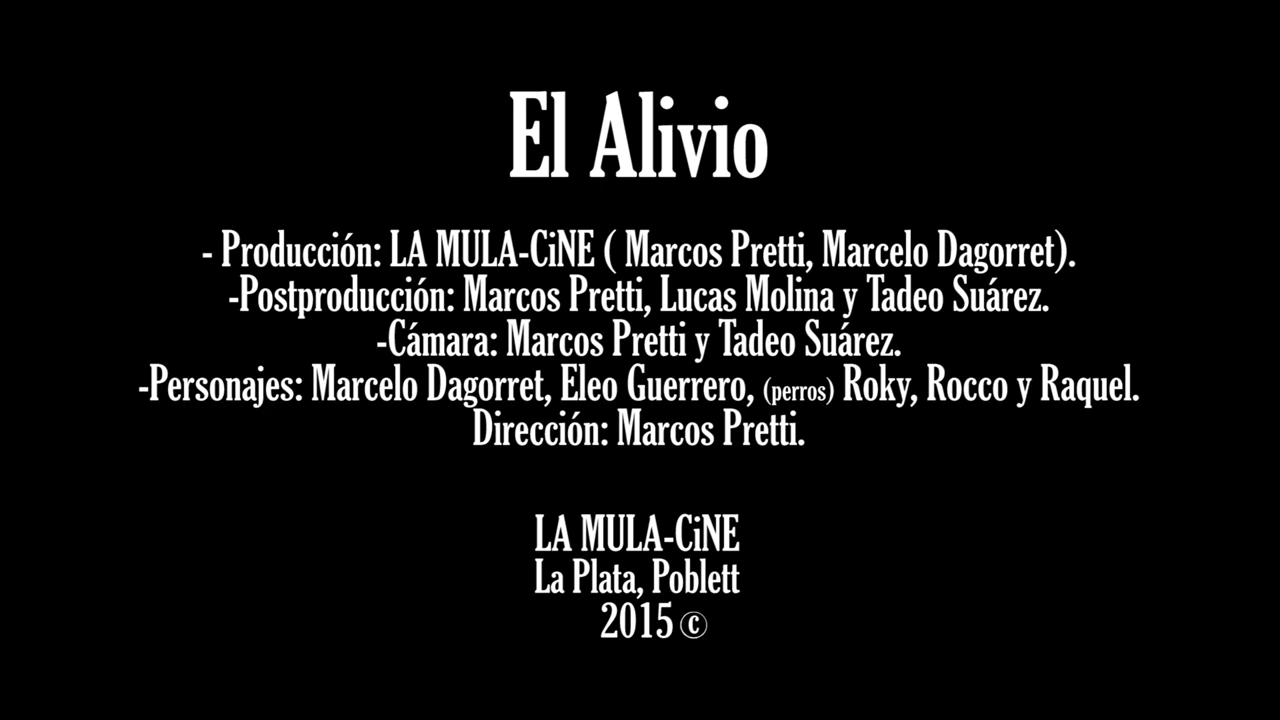 El Alivio
- Producción: LA MULA-CiNE ( Marcos Pretti, Marcelo Dagorret).
-Postproducción: Marcos Pretti, Lucas Molina y Tadeo Suárez.
-Cámara: Marcos Pretti y Tadeo Suárez.
-Personajes: Marcelo Dagorret, Eleo Guerrero, (perros) Roky, Rocco y Raquel.
Dirección: Marcos Pretti.
LA MULA-CiNE
La Plata, Poblett
2015 ©